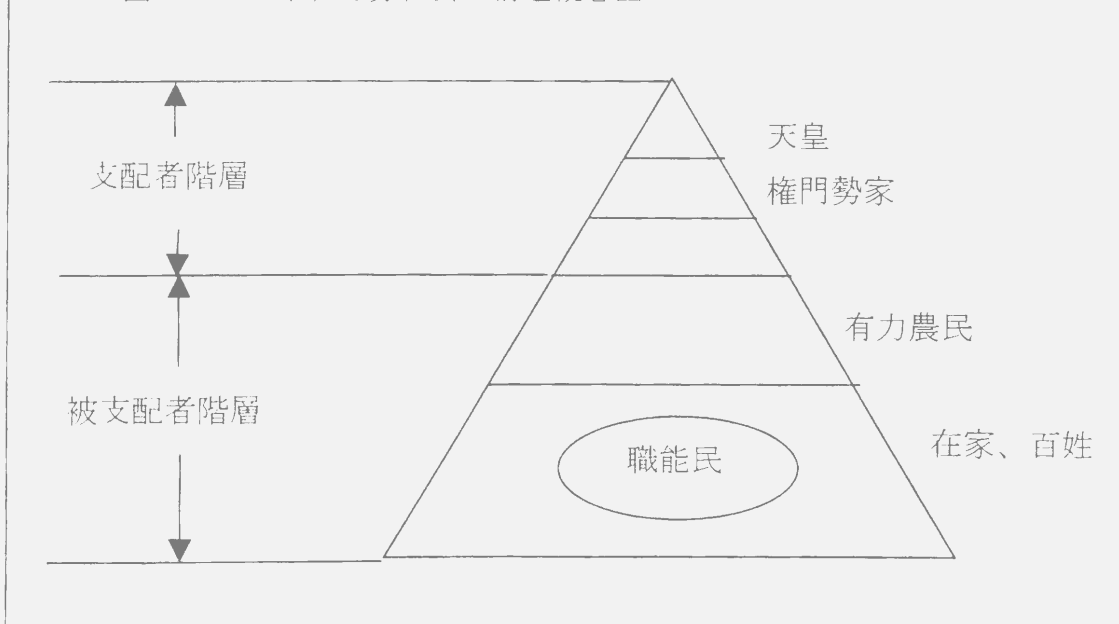 天皇
支配者階層
権門勢家
有力農民
被支配者階層
在家、百姓
職能民